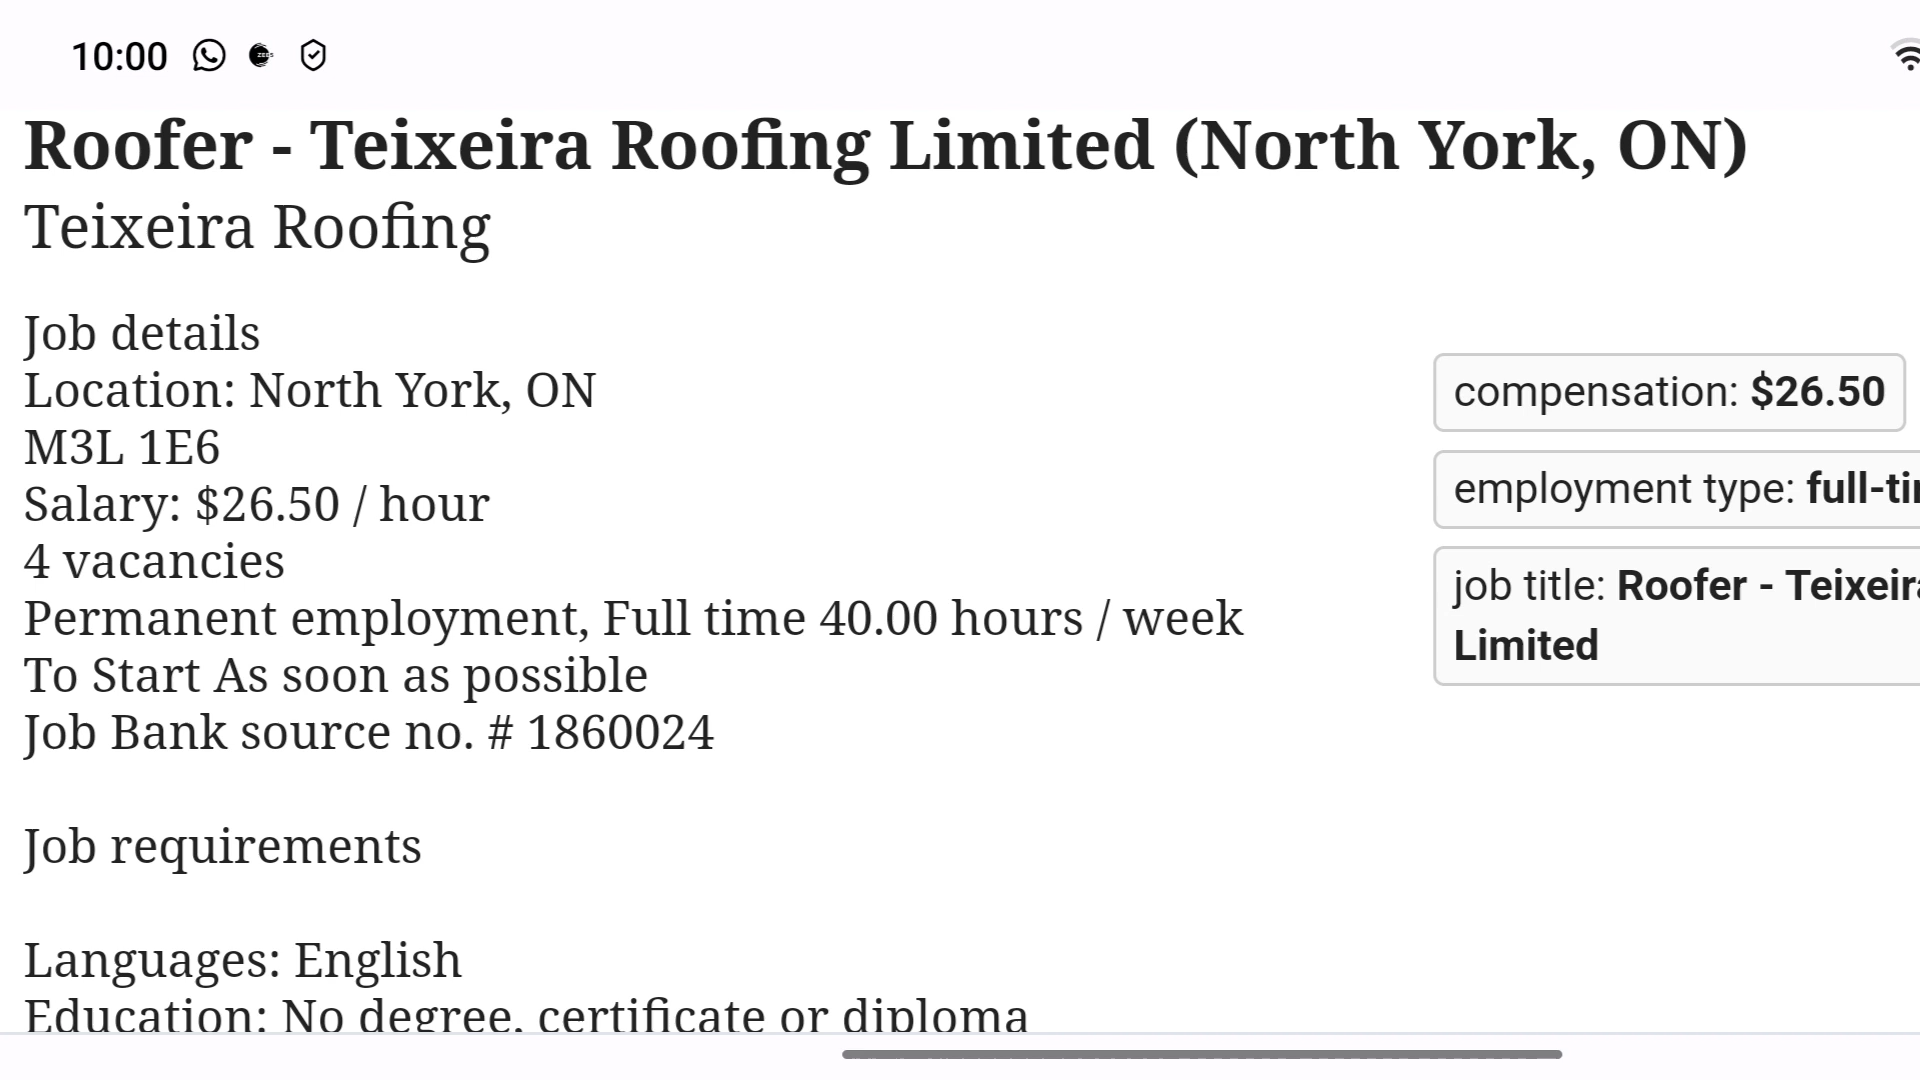 10:00
Roofer - Teixeira Roofing Limited (North York, ON)
Teixeira Roofing
Job details
Location: North York, ON
M3L 1E6
Salary: $26.50 / hour
4 vacancies
Permanent employment, Full time 40.00 hours / week
To Start As soon as possible
Job Bank source no. # 1860024
Job requirements
Languages: English
Education: No degree, certificate or diploma
compensation: $26.50
employment type:
job title: Roofer -
Limited